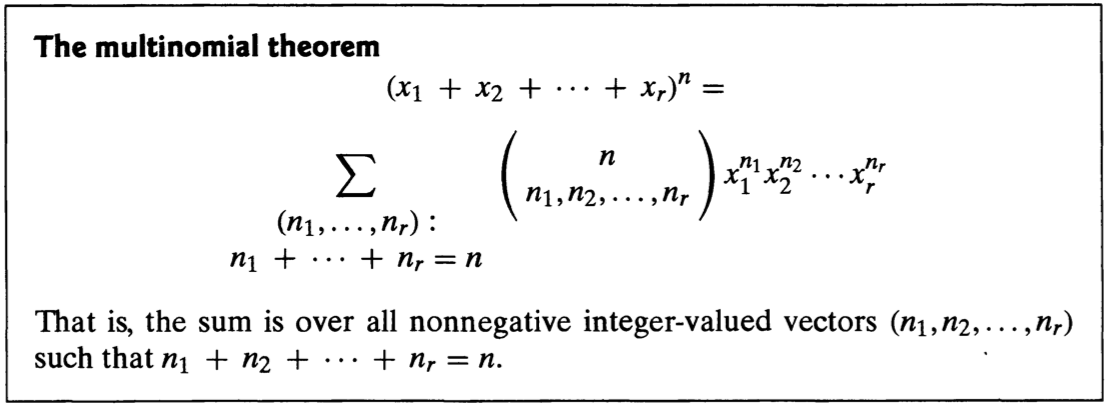 The multinomial theorem
(x₁ + x₂ + ⋯ + xᵣ)ⁿ =
∑ (n₁,…,nᵣ) : n₁ + ⋯ + nᵣ = n ( n / n₁,n₂,…,nᵣ ) x₁^{n₁} x₂^{n₂} ⋯ xᵣ^{nᵣ}
That is, the sum is over all nonnegative integer-valued vectors (n₁,n₂,…,nᵣ)
such that n₁ + n₂ + ⋯ + nᵣ = n.